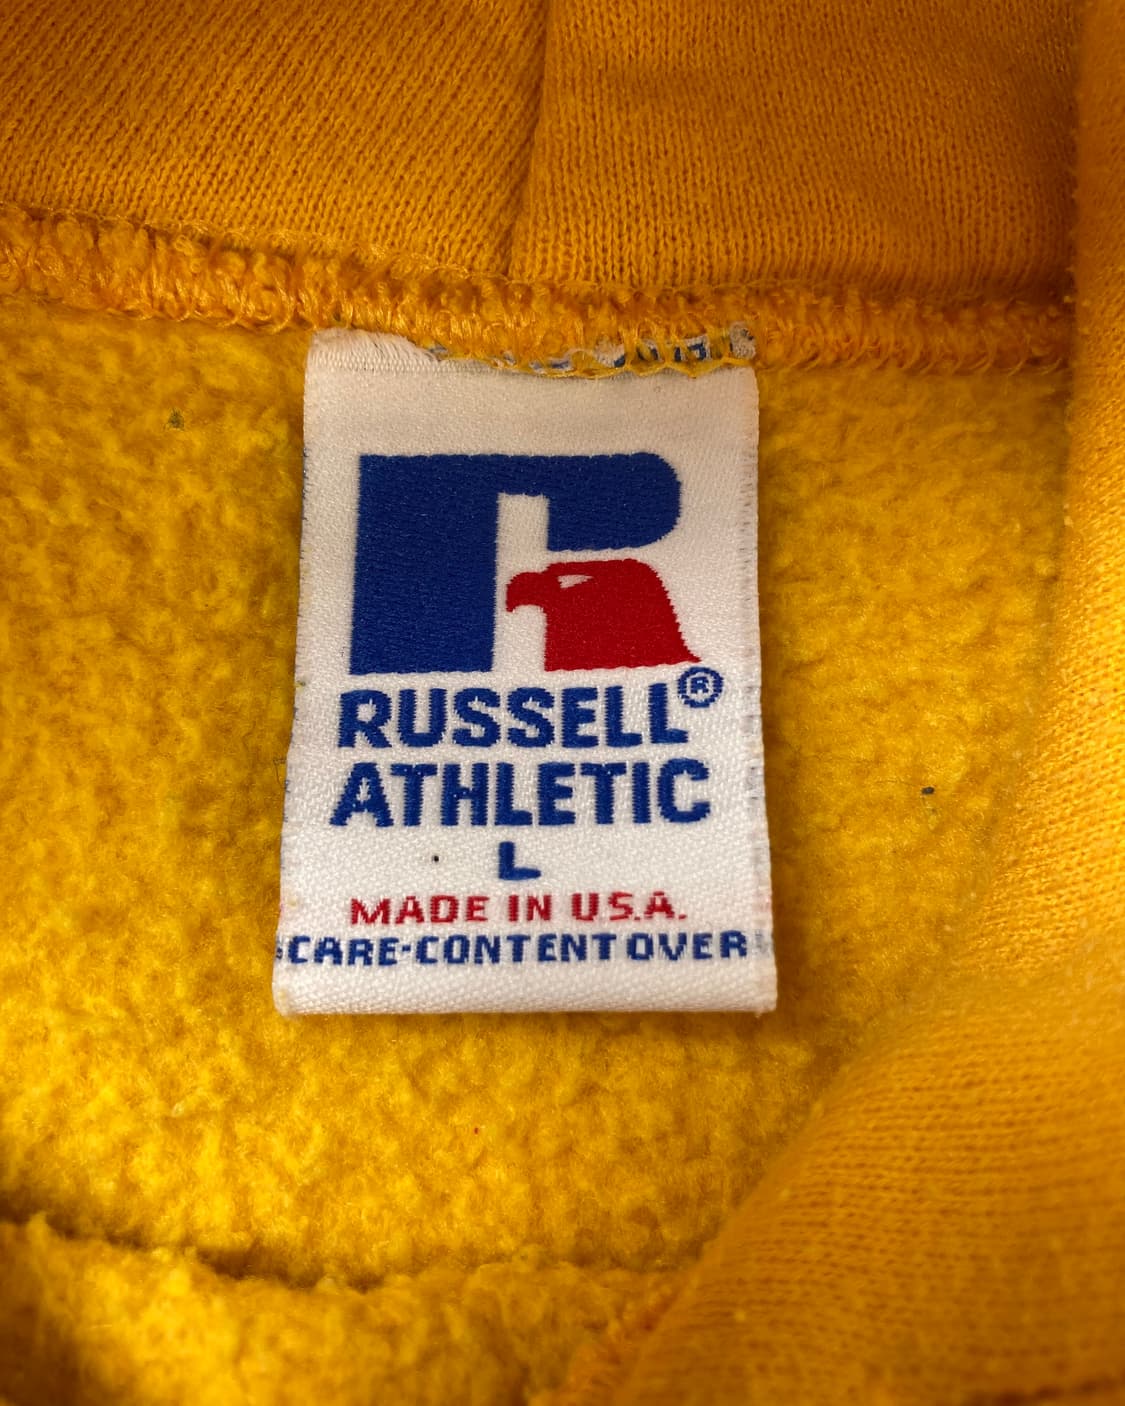 RUSSELL®
ATHLETIC
L
MADE IN U.S.A.
CARE-CONTENT OVER